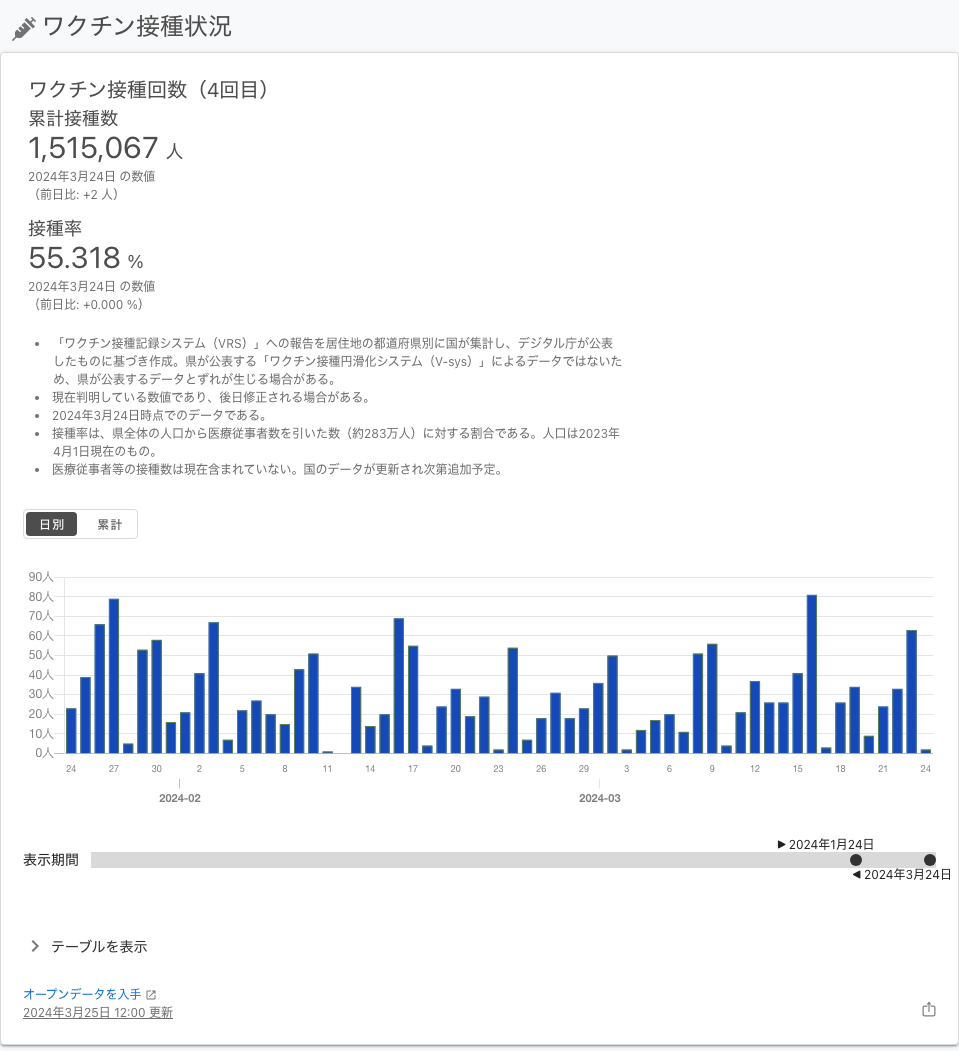 ワクチン接種状況
ワクチン接種回数（4回目）
累計接種数
1,515,067 人
2024年3月24日 の数値
（前日比: +2 人）
接種率
55.318 %
2024年3月24日 の数値
（前日比: +0.000 %）
• 「ワクチン接種記録システム（VRS）」への報告を居住地の都道府県別に国が集計し、デジタル庁が公表
したものに基づき作成。県が公表する「ワクチン接種円滑化システム（V-sys）」によるデータではないた
め、県が公表するデータとずれが生じる場合がある。
• 現在判明している数値であり、後日修正される場合がある。
• 2024年3月24日時点でのデータである。
• 接種率は、県全体の人口から医療従事者数を引いた数（約283万人）に対する割合である。人口は2023年
4月1日現在のもの。
• 医療従事者等の接種数は現在含まれていない。国のデータが更新され次第追加予定。
日別 累計
90人
80人
70人
60人
50人
40人
30人
20人
10人
0人
24 27 30 2 5 8 11 14 17 20 23 26 29 3 6 9 12 15 18 21 24
2024-02 2024-03
▶ 2024年1月24日
表示期間
◀ 2024年3月24日
テーブルを表示
オープンデータを入手
2024年3月25日 12:00 更新